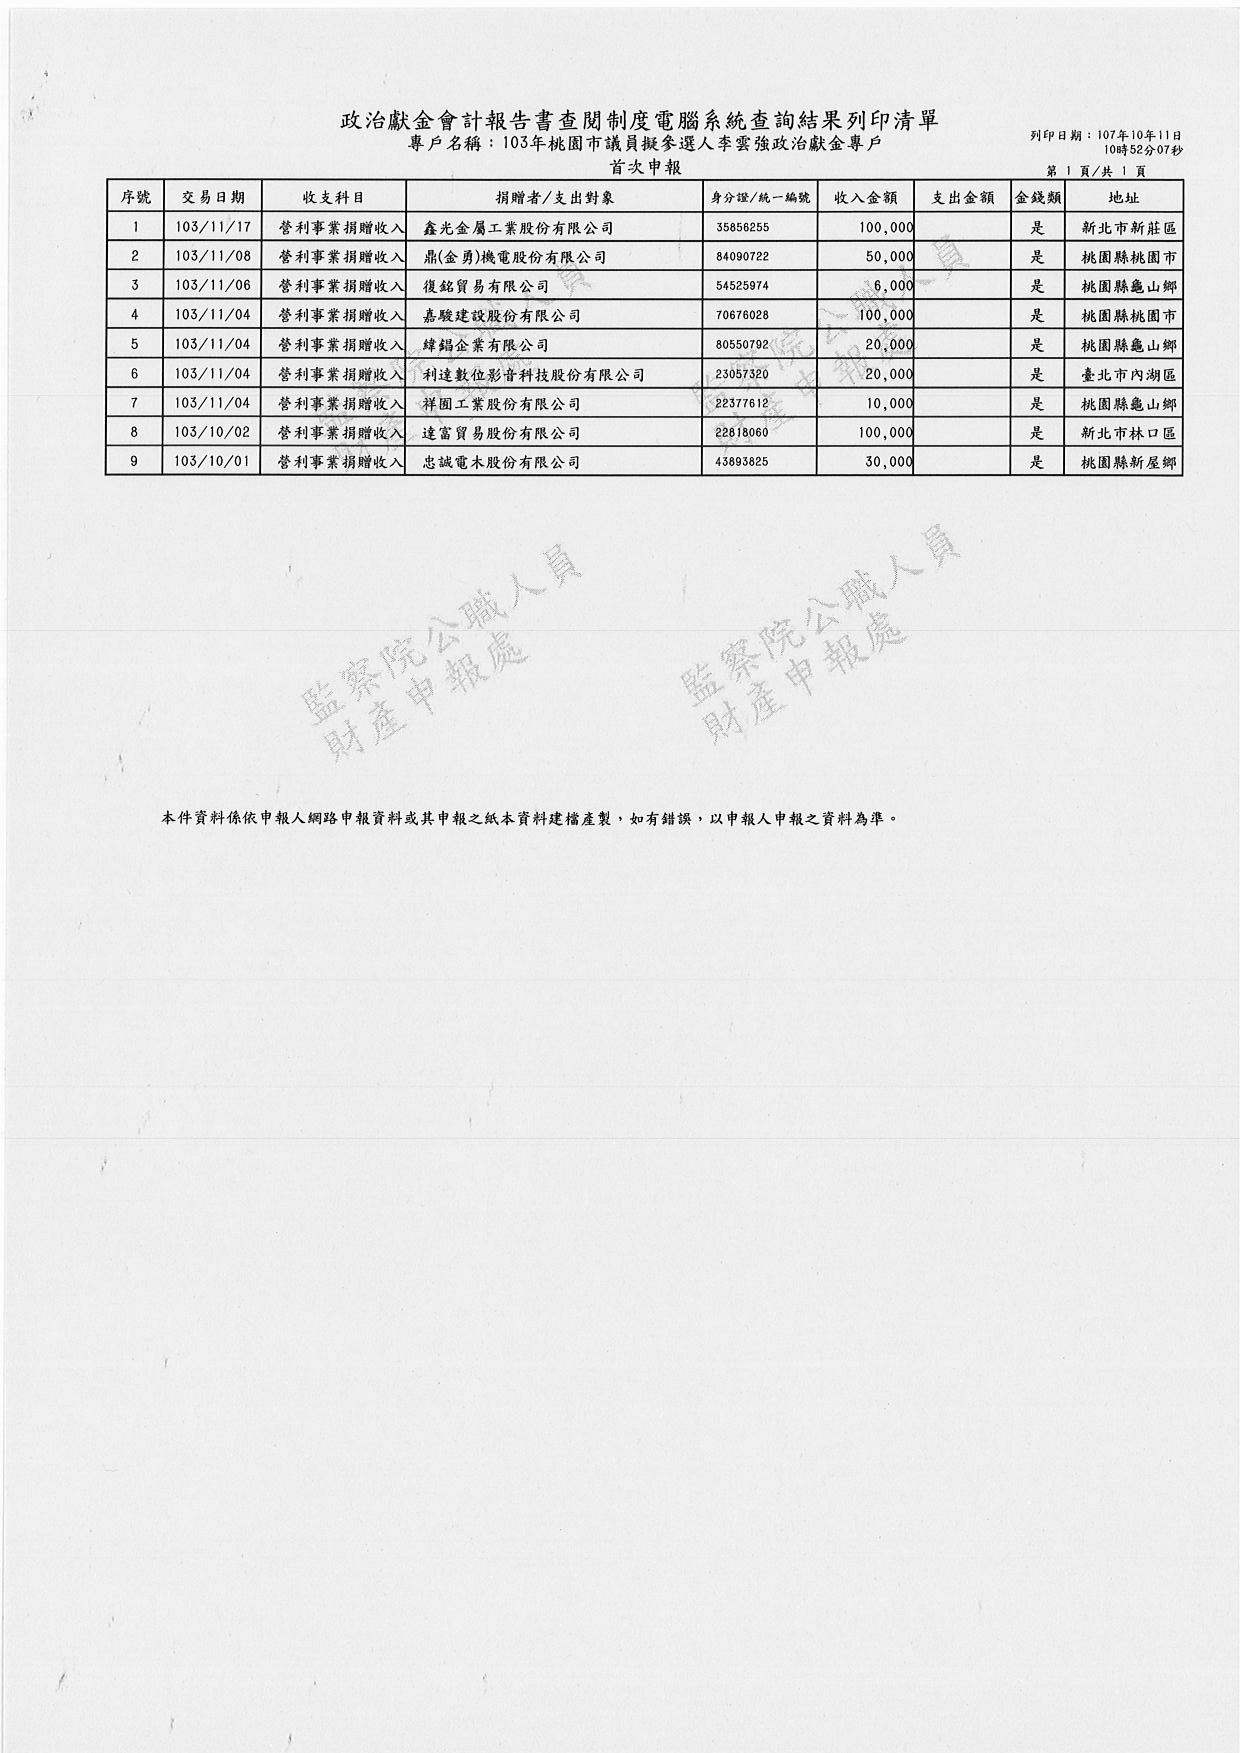 政治獻金會計報告書查閱制度電腦系統查詢結果列印清單
專戶名稱：103年桃園市議員擬參選人李雲強政治獻金專戶
首次申報
列印日期：107年10年11日
10時52分07秒
第 1 頁/共 1 頁
序號 交易日期 收支科目 捐贈者/支出對象 身分證/統一編號 收入金額 支出金額 金錢類 地址
1 103/11/17 營利事業捐贈收入 鑫光金屬工業股份有限公司 35856255 100,000 是 新北市新莊區
2 103/11/08 營利事業捐贈收入 鼎(金勇)機電股份有限公司 84090722 50,000 是 桃園縣桃園市
3 103/11/06 營利事業捐贈收入 復銘貿易有限公司 54525974 6,000 是 桃園縣龜山鄉
4 103/11/04 營利事業捐贈收入 嘉駿建設股份有限公司 70676028 100,000 是 桃園縣桃園市
5 103/11/04 營利事業捐贈收入 緯錩企業有限公司 80550792 20,000 是 桃園縣龜山鄉
6 103/11/04 營利事業捐贈收入 利達數位影音科技股份有限公司 23057320 20,000 是 臺北市內湖區
7 103/11/04 營利事業捐贈收入 祥圃工業股份有限公司 22377612 10,000 是 桃園縣龜山鄉
8 103/10/02 營利事業捐贈收入 達富貿易股份有限公司 22818060 100,000 是 新北市林口區
9 103/10/01 營利事業捐贈收入 忠誠電木股份有限公司 43893825 30,000 是 桃園縣新屋鄉
監察院公職人員
財產申報處
監察院公職人員
財產申報處
監察院公職人員
財產申報處
監察院公職人員
財產申報處
本件資料係依申報人網路申報資料或其申報之紙本資料建檔產製，如有錯誤，以申報人申報之資料為準。